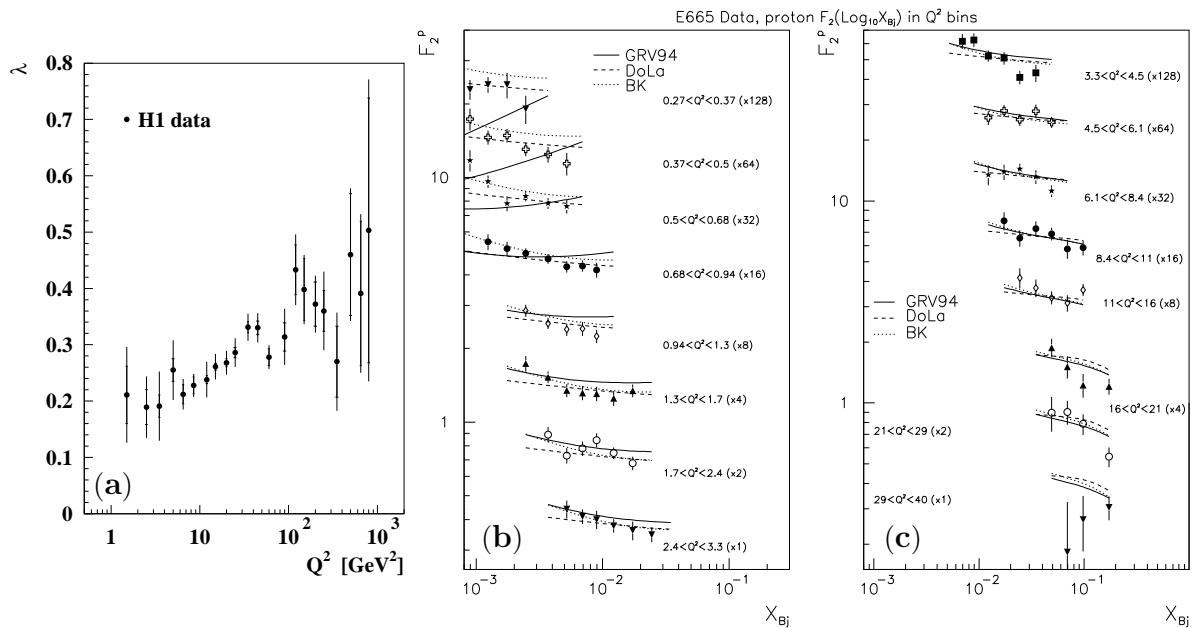 E665 Data, proton F₂(Log₁₀X_Bj) in Q² bins
λ
0.8
0.7
0.6
0.5
0.4
0.3
0.2
0.1
0
H1 data
(a)
1
10
10²
10³
Q² [GeV²]
F₂ᴾ
10
1
GRV94
DoLa
BK
0.27<Q²<0.37 (x128)
0.37<Q²<0.5 (x64)
0.5<Q²<0.68 (x32)
0.68<Q²<0.94 (x16)
0.94<Q²<1.3 (x8)
1.3<Q²<1.7 (x4)
1.7<Q²<2.4 (x2)
2.4<Q²<3.3 (x1)
(b)
10⁻³
10⁻²
10⁻¹
X_Bj
F₂ᴾ
10
1
3.3<Q²<4.5 (x128)
4.5<Q²<6.1 (x64)
6.1<Q²<8.4 (x32)
8.4<Q²<11 (x16)
11<Q²<16 (x8)
GRV94
DoLa
BK
16<Q²<21 (x4)
21<Q²<29 (x2)
29<Q²<40 (x1)
(c)
10⁻³
10⁻²
10⁻¹
X_Bj